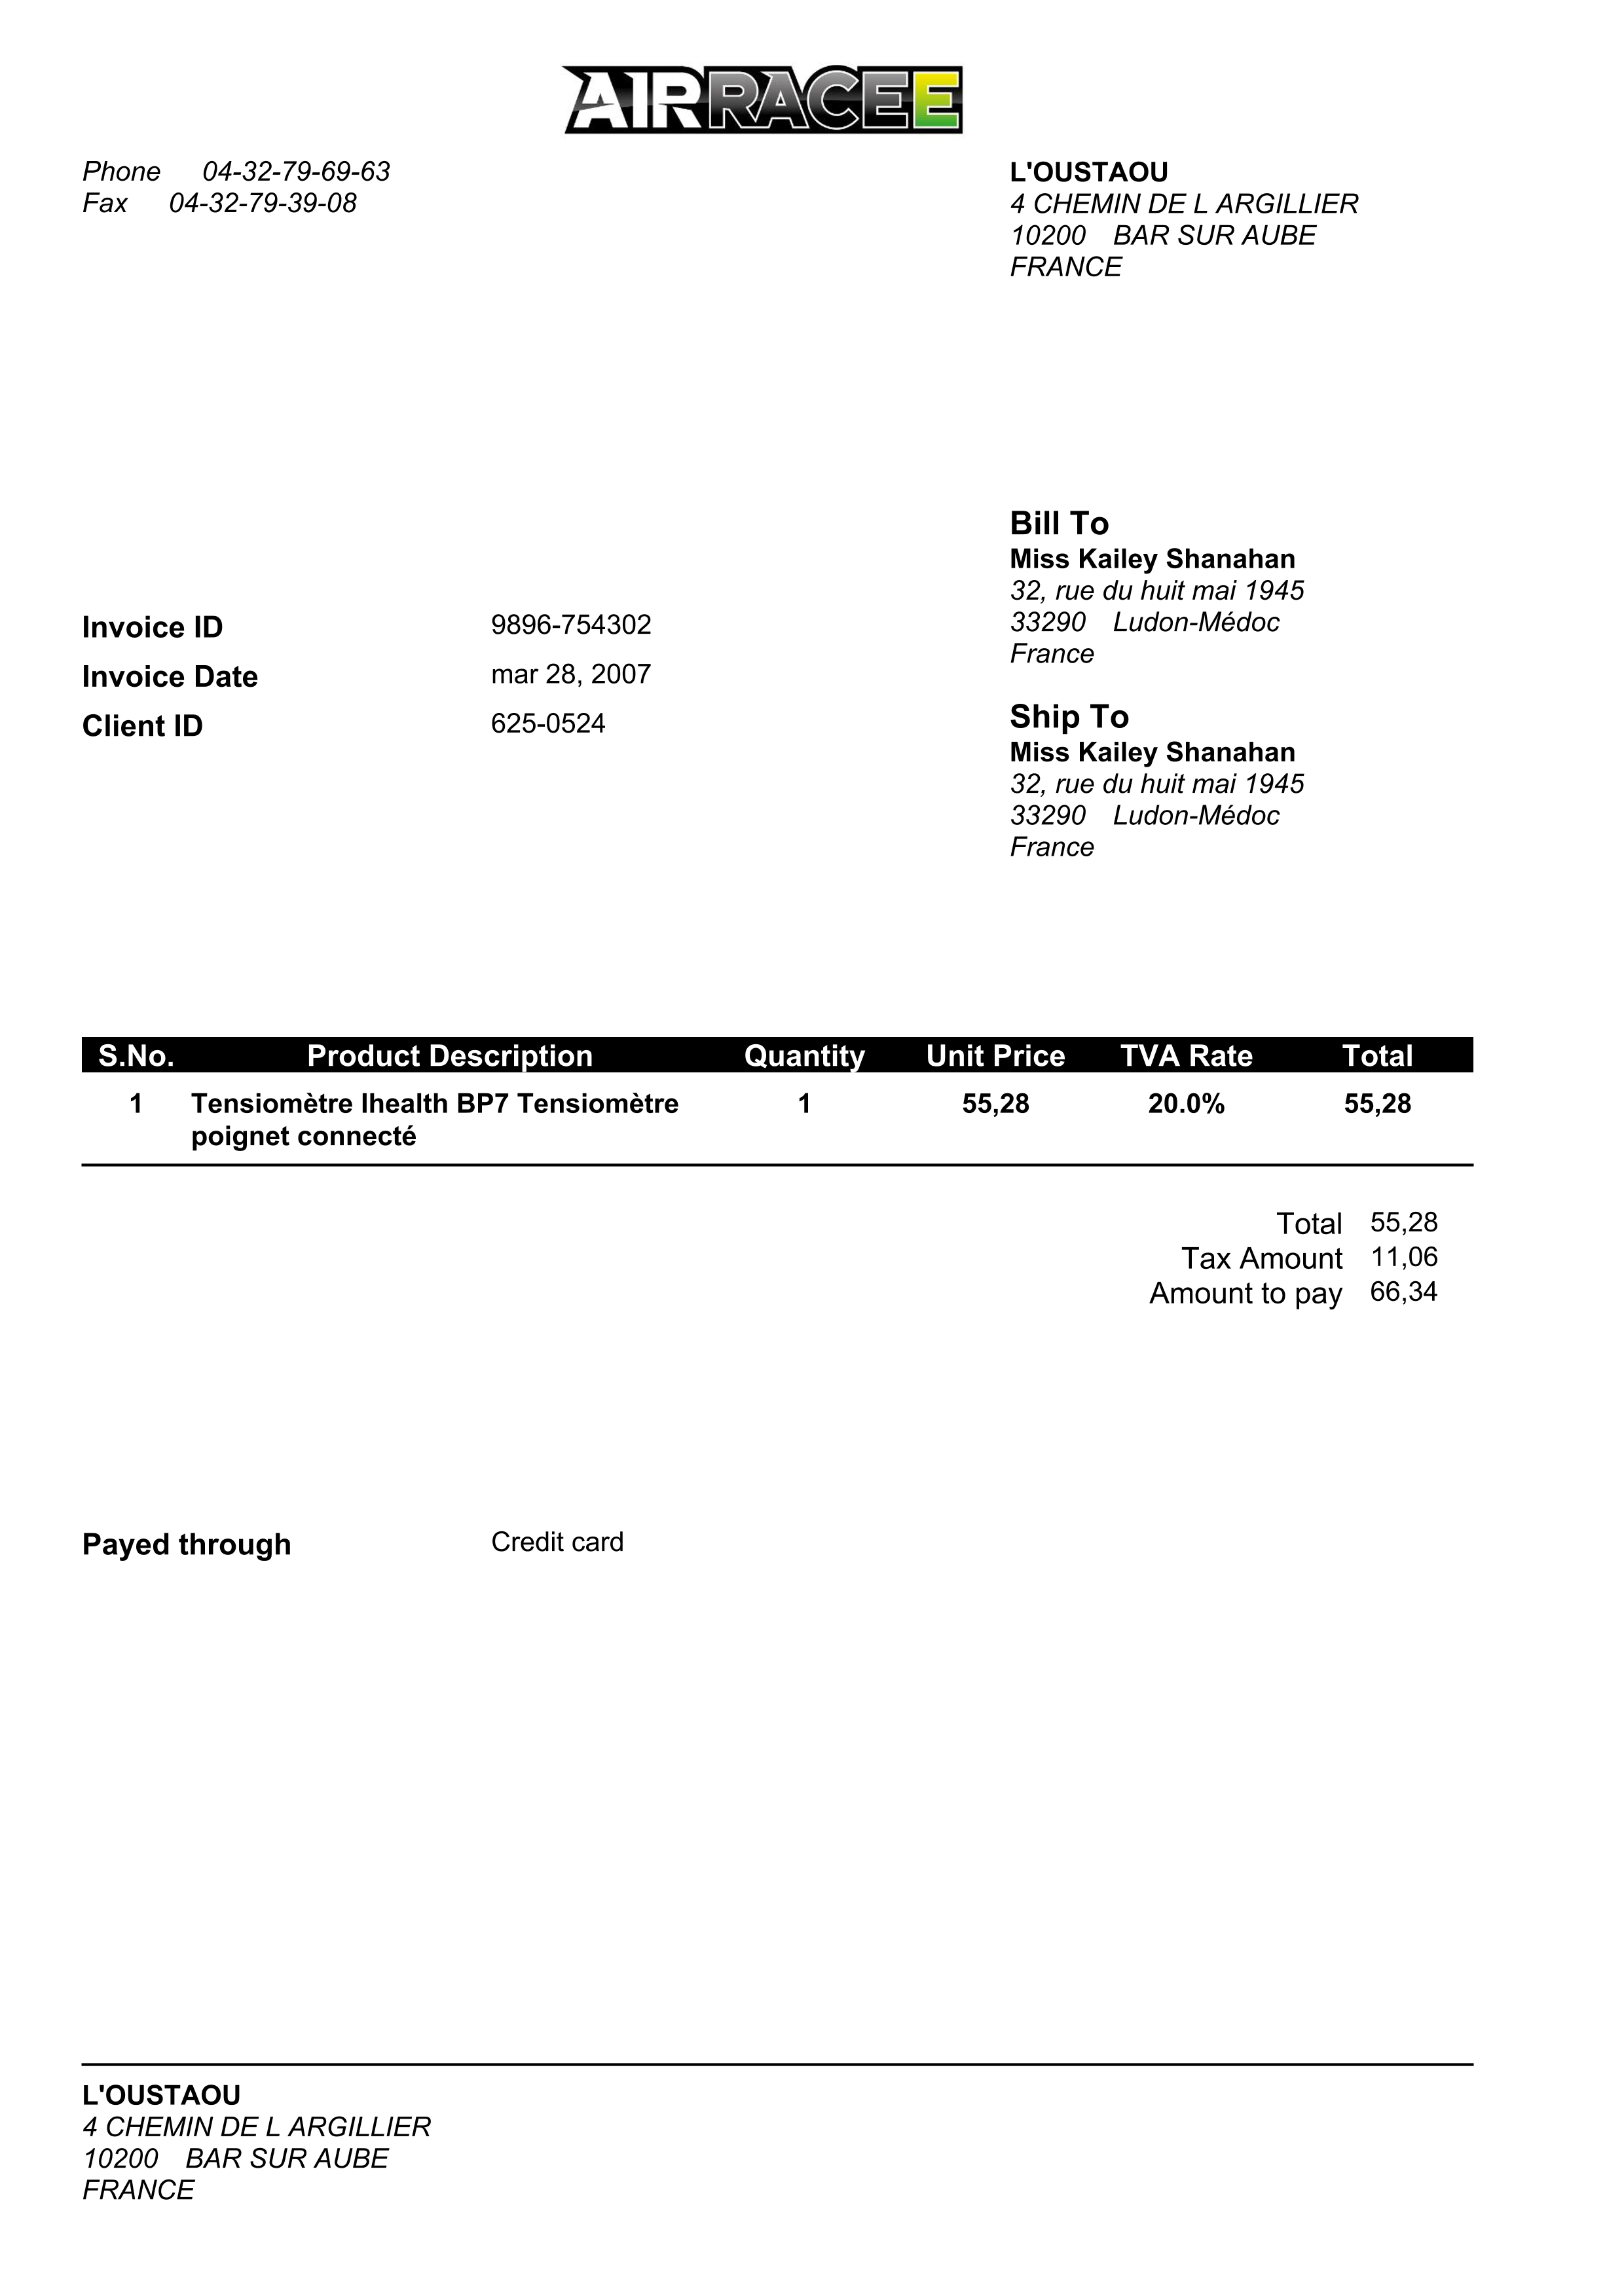 AIRRACEE
Phone 04-32-79-69-63
Fax 04-32-79-39-08
L'OUSTAOU
4 CHEMIN DE L ARGILLIER
10200 BAR SUR AUBE
FRANCE
Bill To
Miss Kailey Shanahan
32, rue du huit mai 1945
33290 Ludon-Médoc
France
Invoice ID 9896-754302
Invoice Date mar 28, 2007
Client ID 625-0524
Ship To
Miss Kailey Shanahan
32, rue du huit mai 1945
33290 Ludon-Médoc
France
S.No. Product Description Quantity Unit Price TVA Rate Total
1 Tensiomètre Ihealth BP7 Tensiomètre 1 55,28 20.0% 55,28
poignet connecté
Total 55,28
Tax Amount 11,06
Amount to pay 66,34
Payed through Credit card
L'OUSTAOU
4 CHEMIN DE L ARGILLIER
10200 BAR SUR AUBE
FRANCE